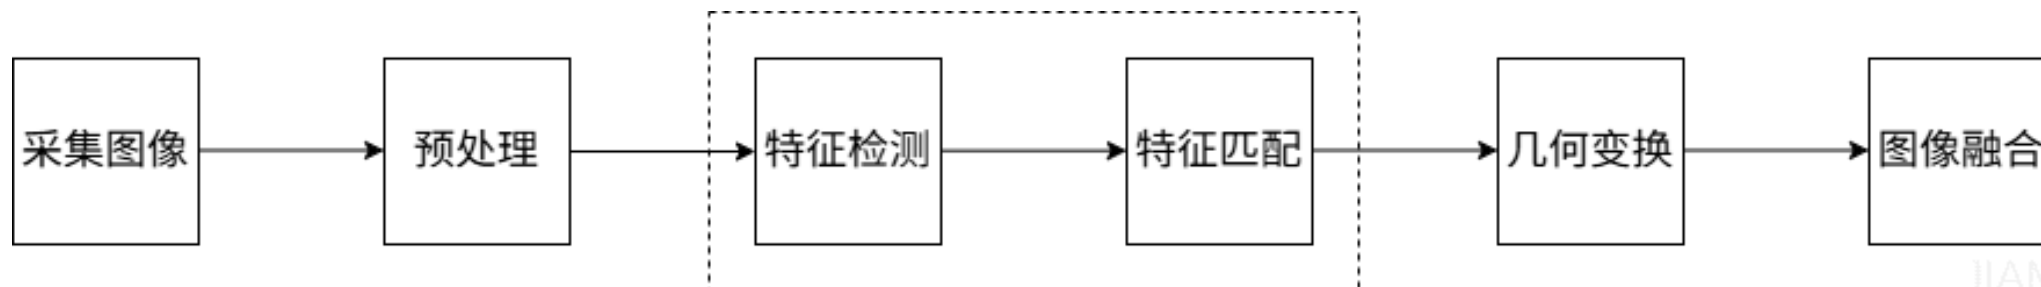 采集图像
预处理
特征检测
特征匹配
几何变换
图像融合